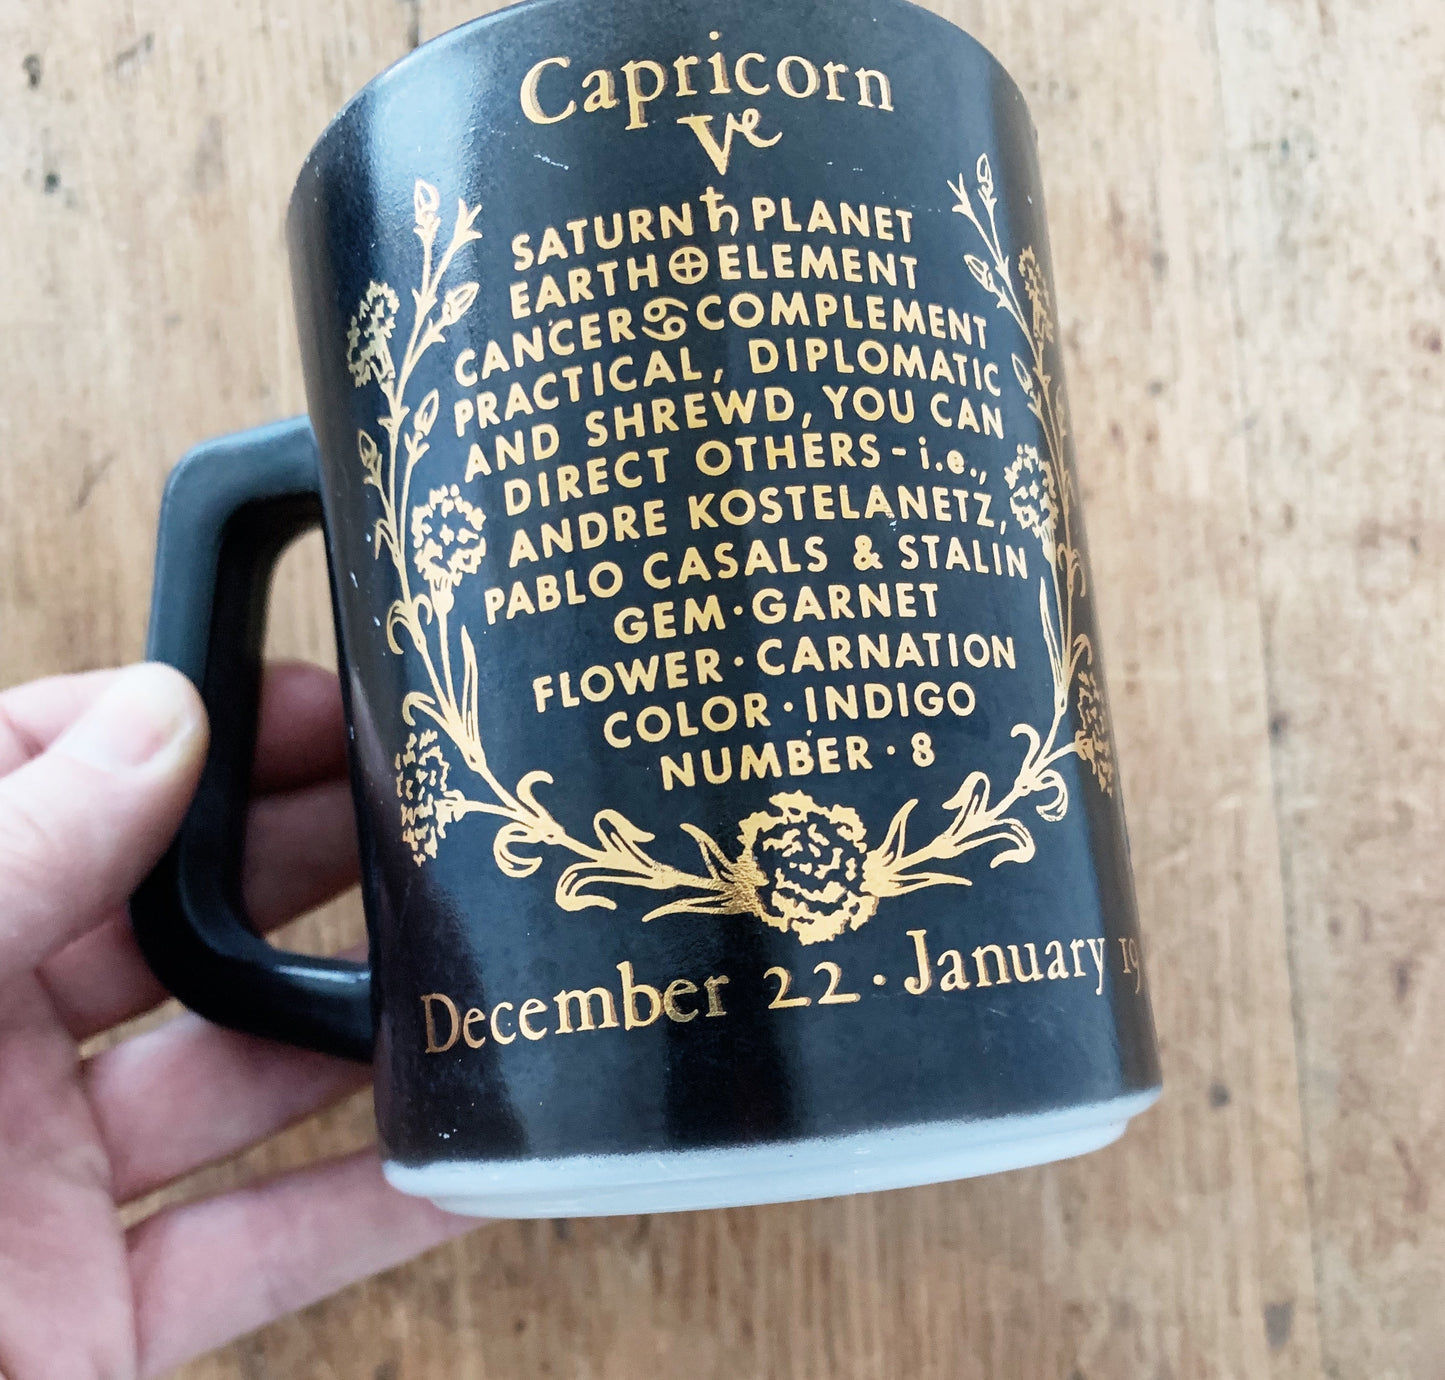 Capricorn
SATURN ♄ PLANET
EARTH ⊕ ELEMENT
CANCER ♋ COMPLEMENT
PRACTICAL, DIPLOMATIC
AND SHREWD, YOU CAN
DIRECT OTHERS - i.e.,
ANDRE KOSTELANETZ,
PABLO CASALS & STALIN
GEM · GARNET
FLOWER · CARNATION
COLOR · INDIGO
NUMBER · 8
December 22 · January 19